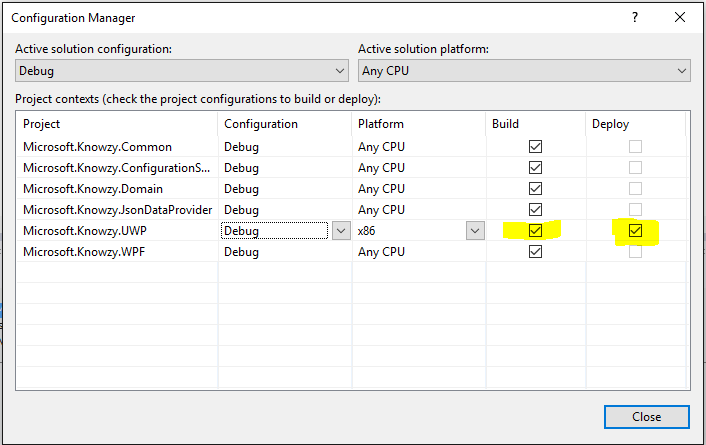 Configuration Manager
? 
Active solution configuration: Active solution platform:
Debug Any CPU
Project contexts (check the project configurations to build or deploy):
Project Configuration Platform Build Deploy
Microsoft.Knowzy.Common Debug Any CPU
Microsoft.Knowzy.ConfigurationS... Debug Any CPU
Microsoft.Knowzy.Domain Debug Any CPU
Microsoft.Knowzy.JsonDataProvider Debug Any CPU
Microsoft.Knowzy.UWP Debug x86
Microsoft.Knowzy.WPF Debug Any CPU
Close